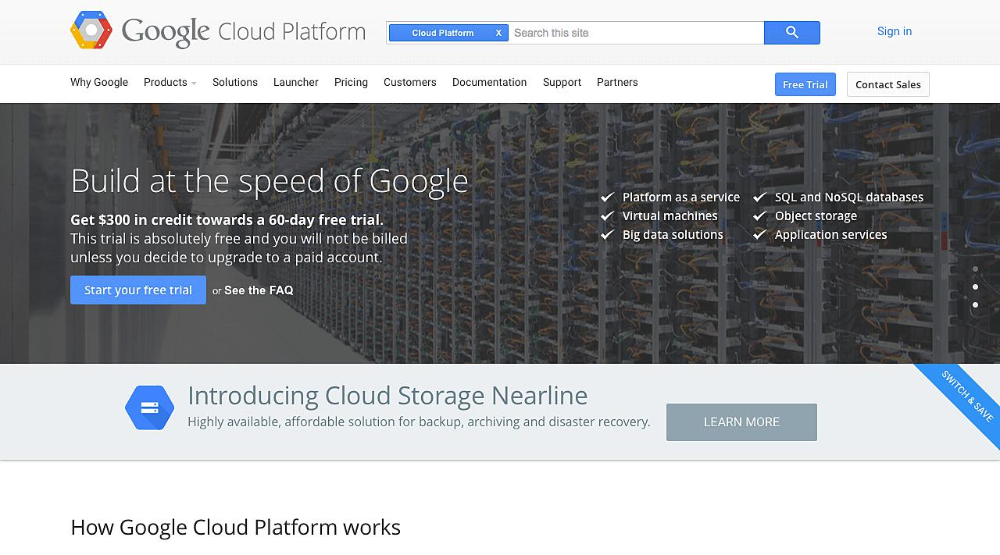 Google Cloud Platform
Cloud Platform X Search this site
Sign in
Why Google Products Solutions Launcher Pricing Customers Documentation Support Partners
Free Trial Contact Sales
Build at the speed of Google
Get $300 in credit towards a 60-day free trial.
This trial is absolutely free and you will not be billed
unless you decide to upgrade to a paid account.
Start your free trial or See the FAQ
Platform as a service
Virtual machines
Big data solutions
SQL and NoSQL databases
Object storage
Application services
Introducing Cloud Storage Nearline
Highly available, affordable solution for backup, archiving and disaster recovery.
LEARN MORE
SWITCH & SAVE
How Google Cloud Platform works